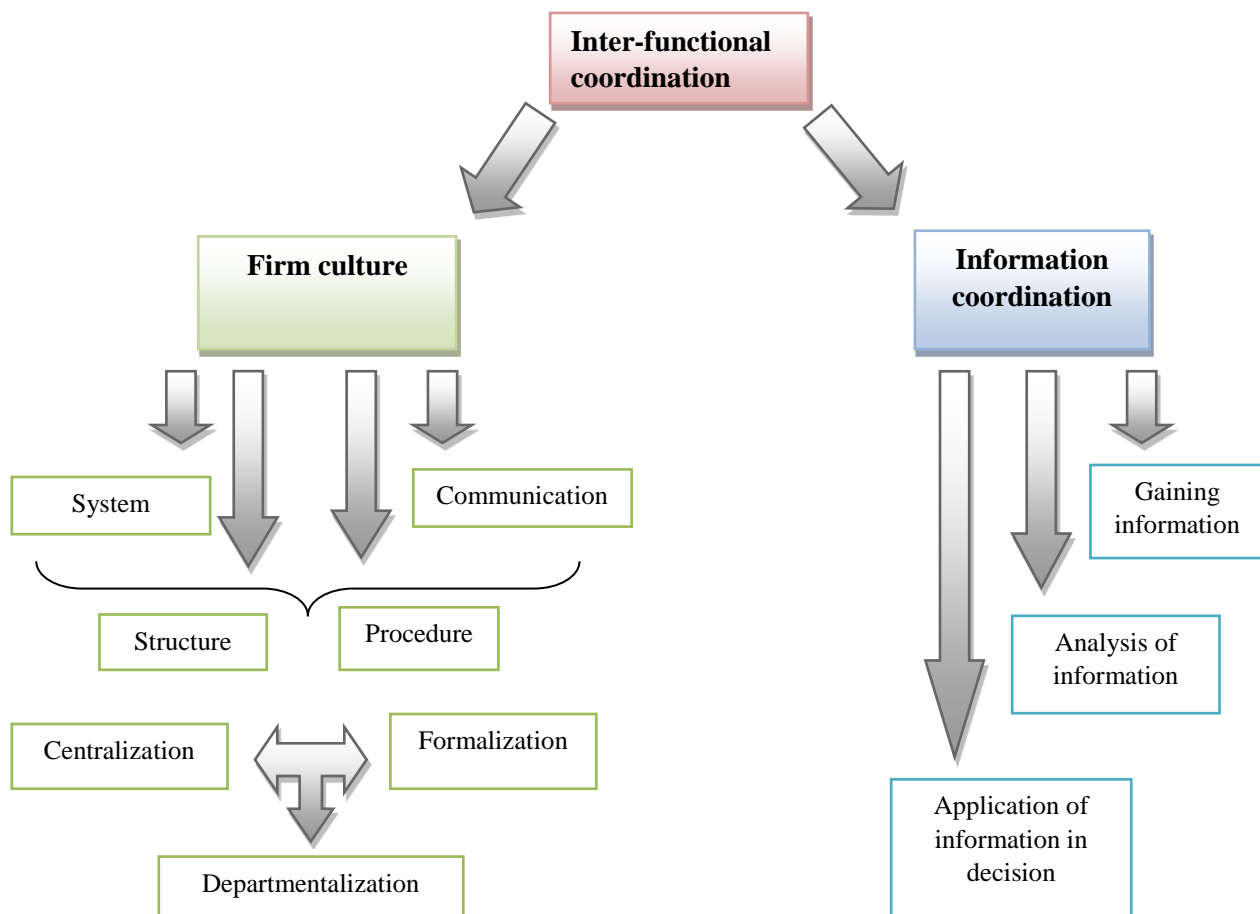 Inter-functional
coordination
Firm culture
Information
coordination
System
Communication
Gaining
information
Structure
Procedure
Analysis of
information
Centralization
Formalization
Application of
information in
decision
Departmentalization